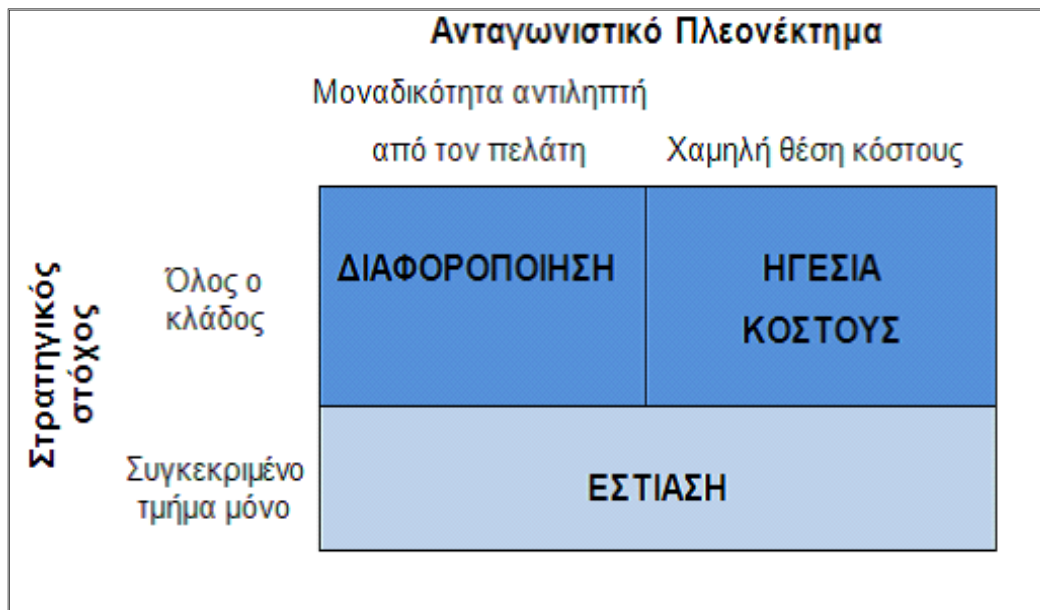 Ανταγωνιστικό Πλεονέκτημα
Μοναδικότητα αντιληπτή
από τον πελάτη
Χαμηλή θέση κόστους
Στρατηγικός
στόχος
Όλος ο
κλάδος
ΔΙΑΦΟΡΟΠΟΙΗΣΗ
ΗΓΕΣΙΑ
ΚΟΣΤΟΥΣ
Συγκεκριμένο
τμήμα μόνο
ΕΣΤΙΑΣΗ